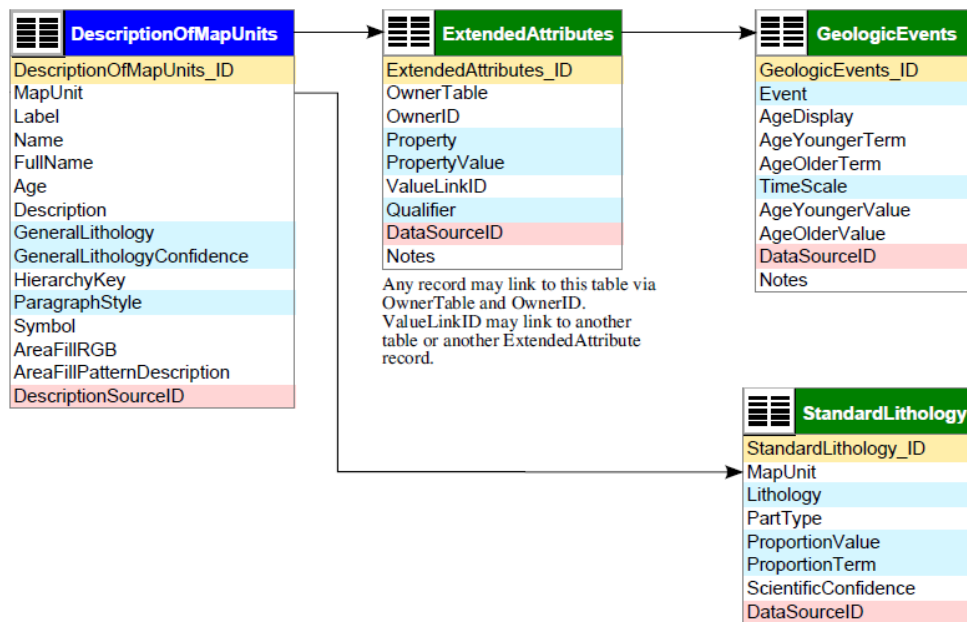 DescriptionOfMapUnits
DescriptionOfMapUnits_ID
MapUnit
Label
Name
FullName
Age
Description
GeneralLithology
GeneralLithologyConfidence
HierarchyKey
ParagraphStyle
Symbol
AreaFillRGB
AreaFillPatternDescription
DescriptionSourceID
ExtendedAttributes
ExtendedAttributes_ID
OwnerTable
OwnerID
Property
PropertyValue
ValueLinkID
Qualifier
DataSourceID
Notes
Any record may link to this table via
OwnerTable and OwnerID.
ValueLinkID may link to another
table or another ExtendedAttribute
record.
GeologicEvents
GeologicEvents_ID
Event
AgeDisplay
AgeYoungerTerm
AgeOlderTerm
TimeScale
AgeYoungerValue
AgeOlderValue
DataSourceID
Notes
StandardLithology
StandardLithology_ID
MapUnit
Lithology
PartType
ProportionValue
ProportionTerm
ScientificConfidence
DataSourceID